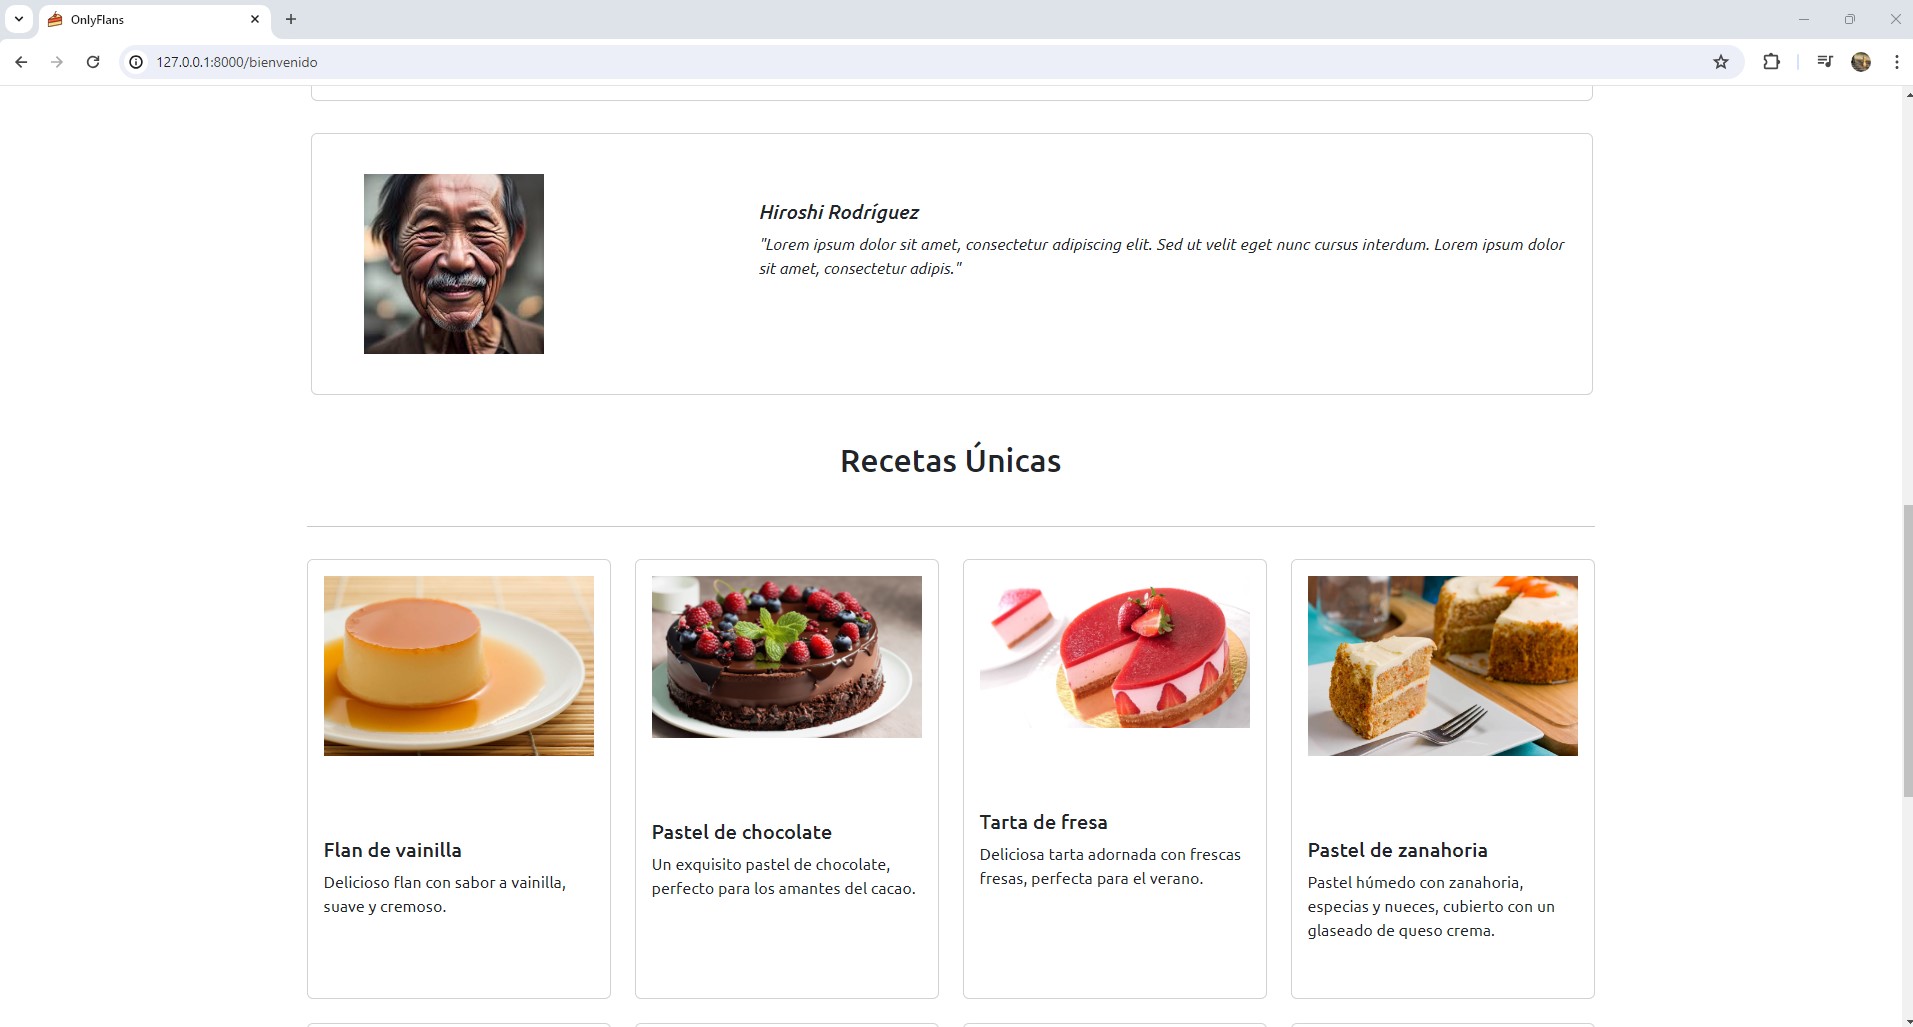 OnlyFlans
127.0.0.1:8000/bienvenido
Hiroshi Rodríguez
"Lorem ipsum dolor sit amet, consectetur adipiscing elit. Sed ut velit eget nunc cursus interdum. Lorem ipsum dolor
sit amet, consectetur adipis."
Recetas Únicas
Flan de vainilla
Delicioso flan con sabor a vainilla,
suave y cremoso.
Pastel de chocolate
Un exquisito pastel de chocolate,
perfecto para los amantes del cacao.
Tarta de fresa
Deliciosa tarta adornada con frescas
fresas, perfecta para el verano.
Pastel de zanahoria
Pastel húmedo con zanahoria,
especias y nueces, cubierto con un
glaseado de queso crema.